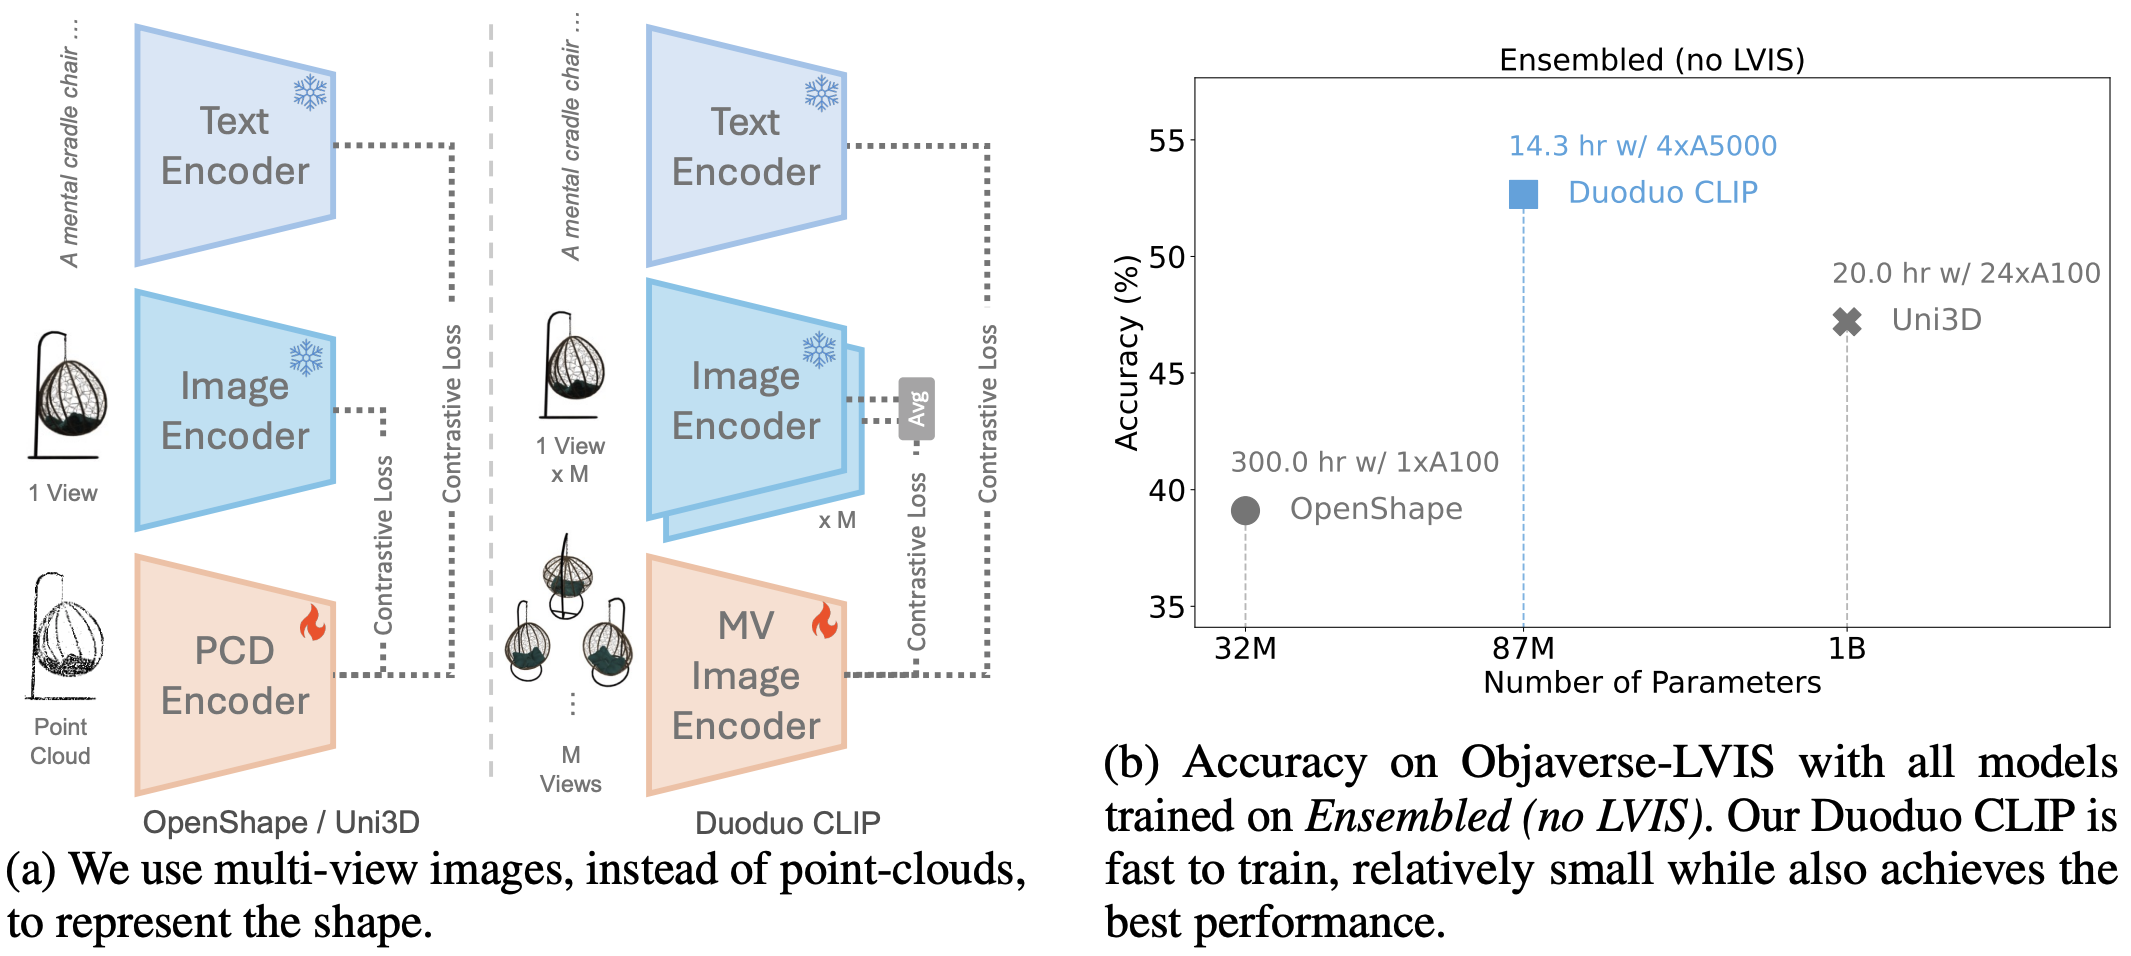 A mental cradle chair ...
Text
Encoder
Image
Encoder
1 View
PCD
Encoder
Point
Cloud
Contrastive Loss
Contrastive Loss
OpenShape / Uni3D
A mental cradle chair ...
Text
Encoder
1 View
x M
Image
Encoder
x M
Avg
M
Views
MV
Image
Encoder
Contrastive Loss
Contrastive Loss
Duoduo CLIP
(a) We use multi-view images, instead of point-clouds,
to represent the shape.
Ensembled (no LVIS)
Accuracy (%)
55
50
45
40
35
14.3 hr w/ 4xA5000
Duoduo CLIP
20.0 hr w/ 24xA100
Uni3D
300.0 hr w/ 1xA100
OpenShape
32M 87M 1B
Number of Parameters
(b) Accuracy on Objaverse-LVIS with all models
trained on Ensembled (no LVIS). Our Duoduo CLIP is
fast to train, relatively small while also achieves the
best performance.